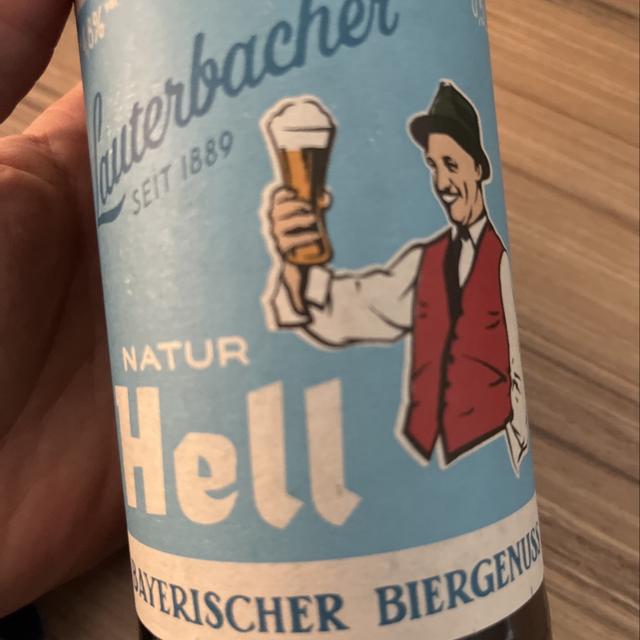 Lauterbacher
SEIT 1889
NATUR
Hell
BAYERISCHER BIERGENUSS